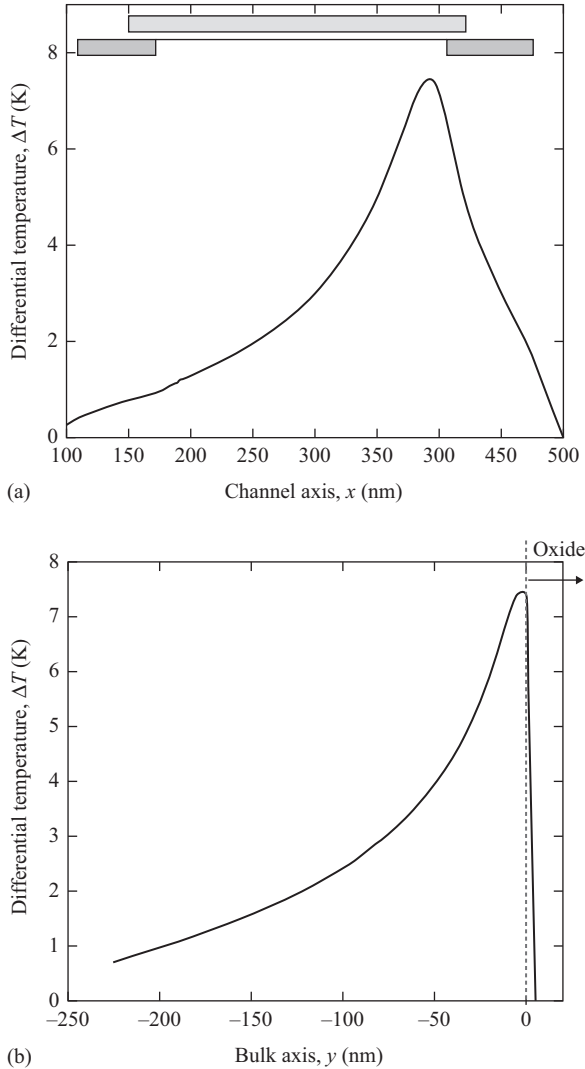 8
6
4
2
0
Differential temperature, ΔT (K)
100 150 200 250 300 350 300 450 500
(a)
Channel axis, x (nm)
Oxide
8
7
6
5
4
3
2
1
0
Differential temperature, ΔT (K)
–250 –200 –150 –100 –50 0
(b)
Bulk axis, y (nm)